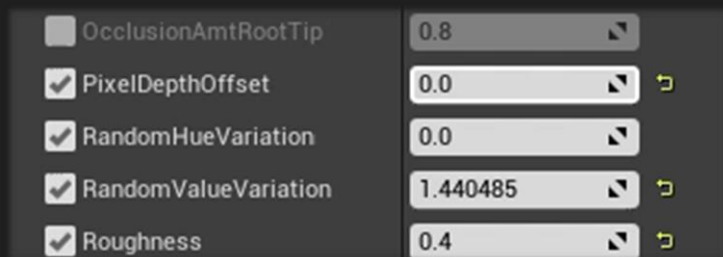 OcclusionAmtRootTip 0.8
PixelDepthOffset 0.0
RandomHueVariation 0.0
RandomValueVariation 1.440485
Roughness 0.4